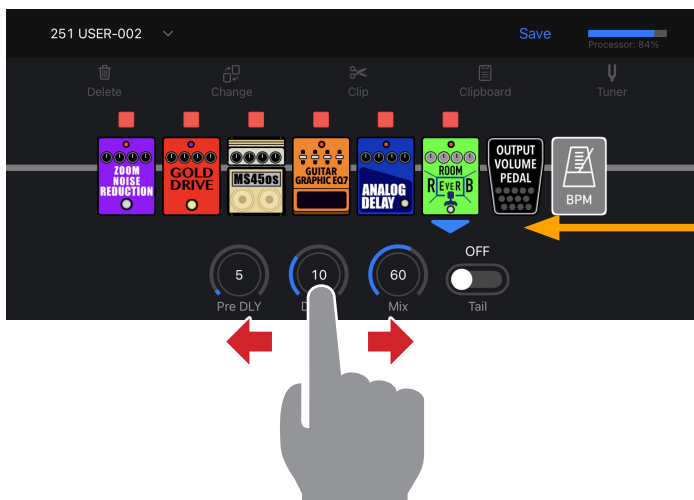 251 USER-002
Save
Processor: 84%
Delete
Change
Clip
Clipboard
Tuner
ZOOM
NOISE
REDUCTION
GOLD
DRIVE
MS45os
GUITAR
GRAPHIC EQ7
ANALOG
DELAY
ROOM
REVERB
OUTPUT
VOLUME
PEDAL
BPM
OFF
5
10
60
Pre DLY
Mix
Tail